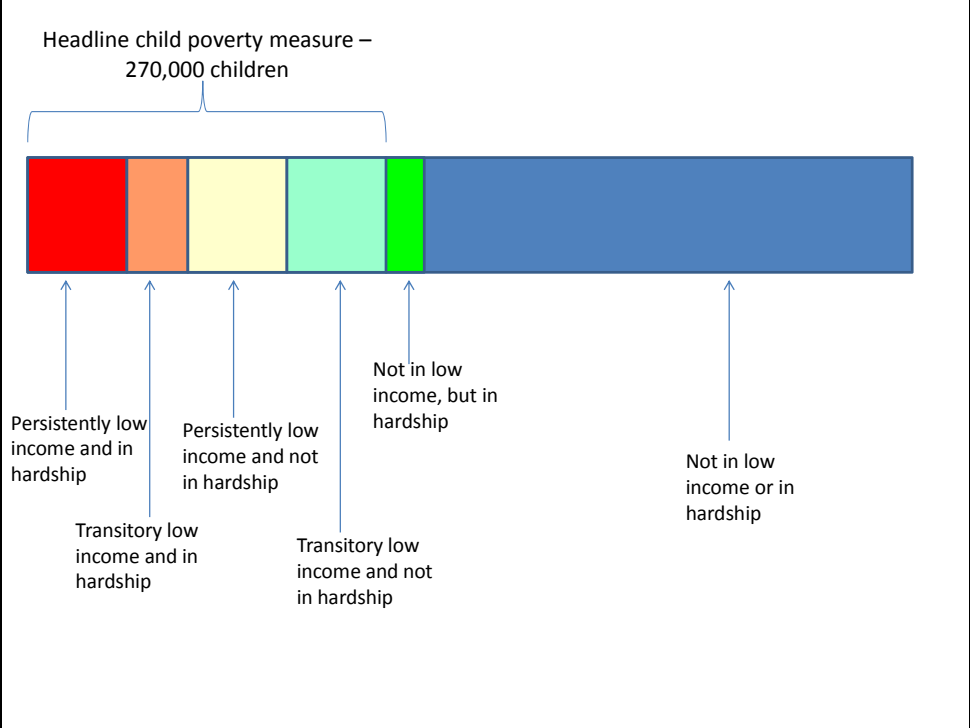 Headline child poverty measure –
270,000 children
Persistently low
income and in
hardship
Transitory low
income and in
hardship
Persistently low
income and not
in hardship
Transitory low
income and not
in hardship
Not in low
income, but in
hardship
Not in low
income or in
hardship